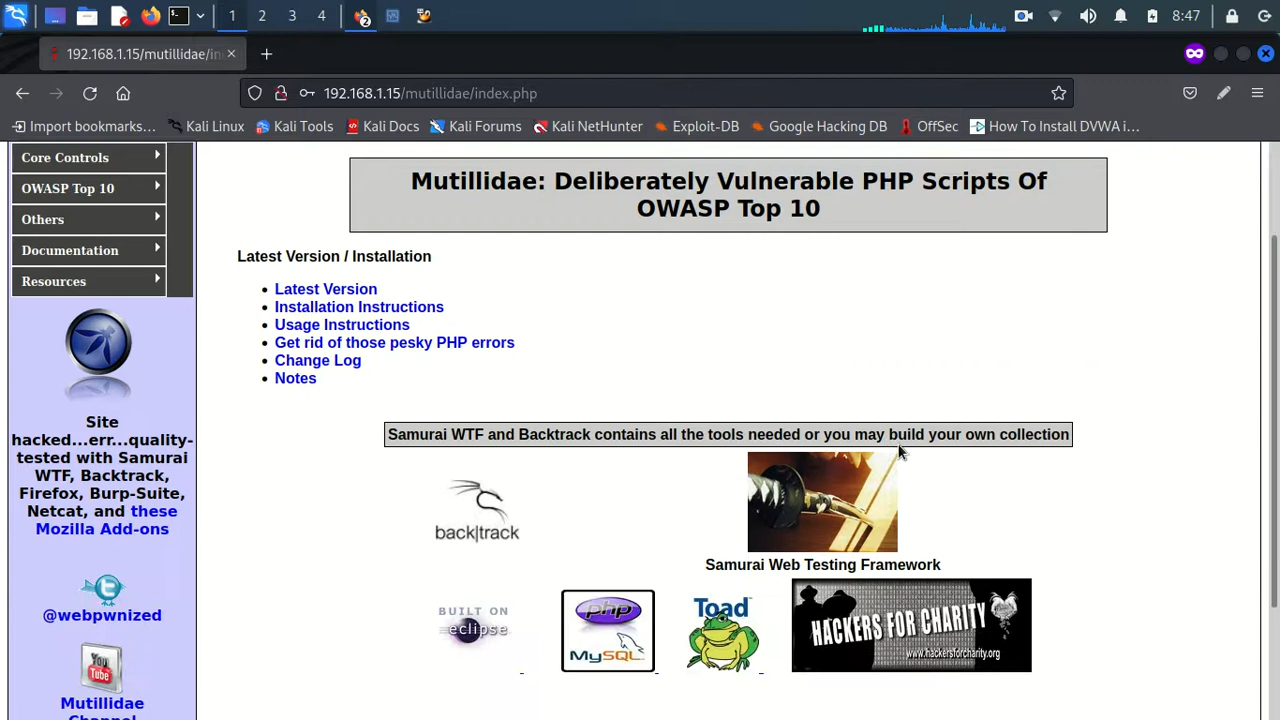 1 2 3 4
2
8:47
192.168.1.15/mutillidae/in
192.168.1.15/mutillidae/index.php
Import bookmarks… Kali Linux Kali Tools Kali Docs Kali Forums Kali NetHunter Exploit-DB Google Hacking DB OffSec How To Install DVWA i…
Core Controls
OWASP Top 10
Others
Documentation
Resources
Site
hacked...err...quality-
tested with Samurai
WTF, Backtrack,
Firefox, Burp-Suite,
Netcat, and these
Mozilla Add-ons
@webpwnized
You
Tube
Mutillidae
Channel
Mutillidae: Deliberately Vulnerable PHP Scripts Of
OWASP Top 10
Latest Version / Installation
Latest Version
Installation Instructions
Usage Instructions
Get rid of those pesky PHP errors
Change Log
Notes
Samurai WTF and Backtrack contains all the tools needed or you may build your own collection
back|track
Samurai Web Testing Framework
BUILT ON
eclipse
php
MySQL
Toad
HACKERS FOR CHARITY
www.hackersforcharity.org